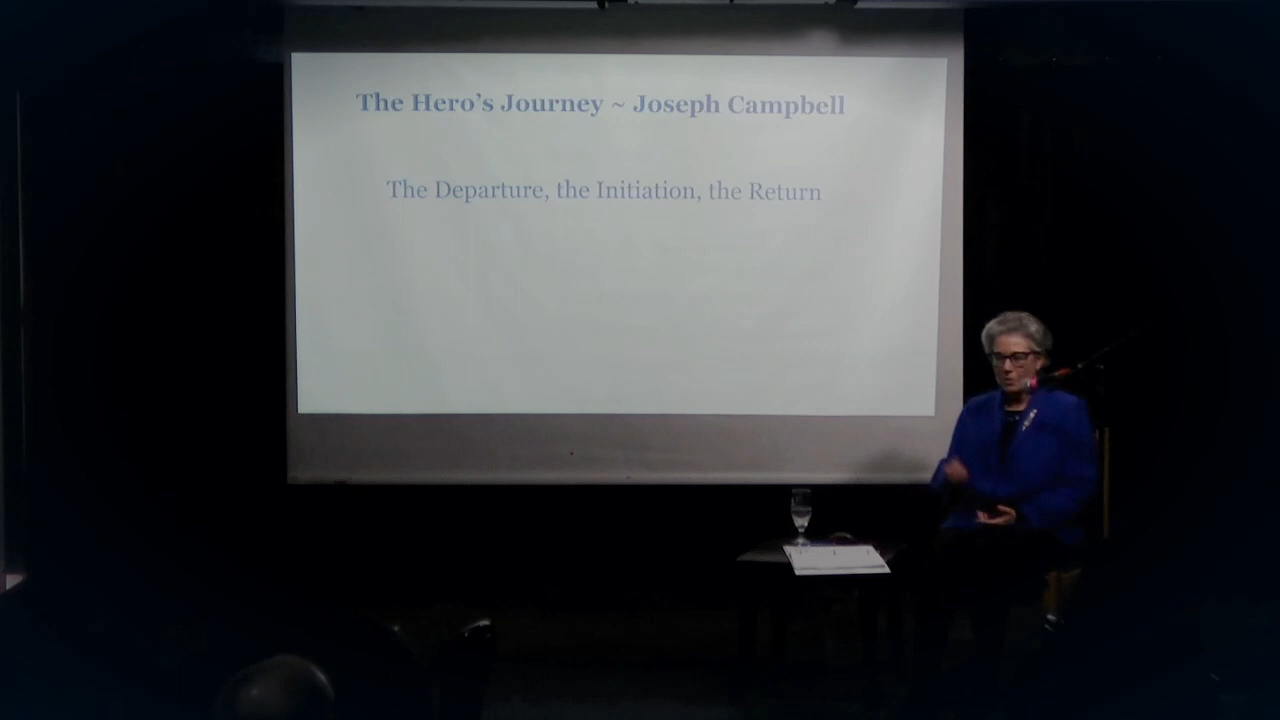 The Hero’s Journey ~ Joseph Campbell
The Departure, the Initiation, the Return